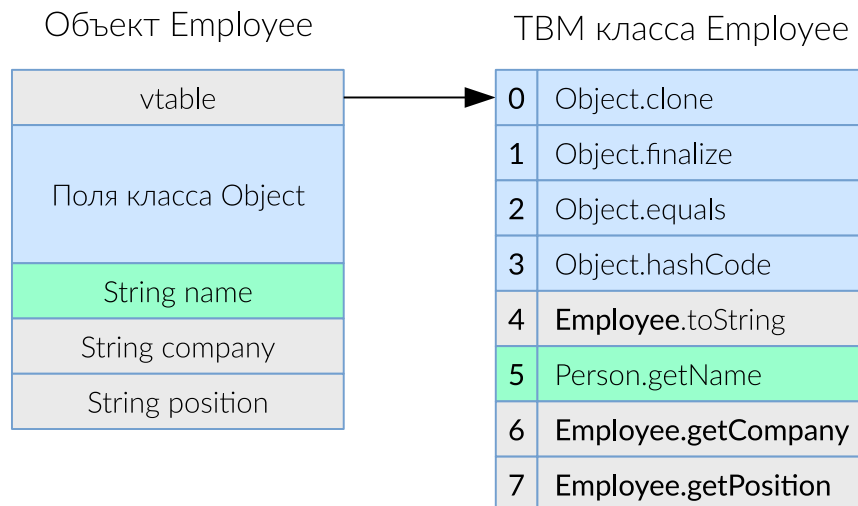 Объект Employee
vtable
Поля класса Object
String name
String company
String position
ТВМ класса Employee
0 Object.clone
1 Object.finalize
2 Object.equals
3 Object.hashCode
4 Employee.toString
5 Person.getName
6 Employee.getCompany
7 Employee.getPosition